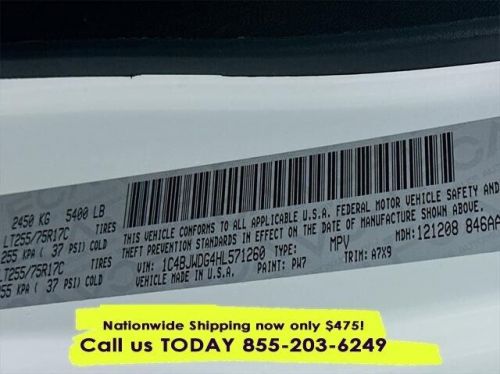 2450 KG 5400 LB
LT255/75R17C TIRES
255 KPA ( 37 PSI) COLD
LT255/75R17C TIRES
255 KPA ( 37 PSI) COLD
THIS VEHICLE CONFORMS TO ALL APPLICABLE U.S.A. FEDERAL MOTOR VEHICLE SAFETY AND
THEFT PREVENTION STANDARDS IN EFFECT ON THE DATE OF MANUFACTURE SHOWN ABOVE.
VIN: 1C4BJWDG4HL571260 TYPE: MPV MDH: 121208 846AA
VEHICLE MADE IN U.S.A. PAINT: PW7 TRIM: A7X9
Nationwide Shipping now only $475!
Call us TODAY 855-203-6249